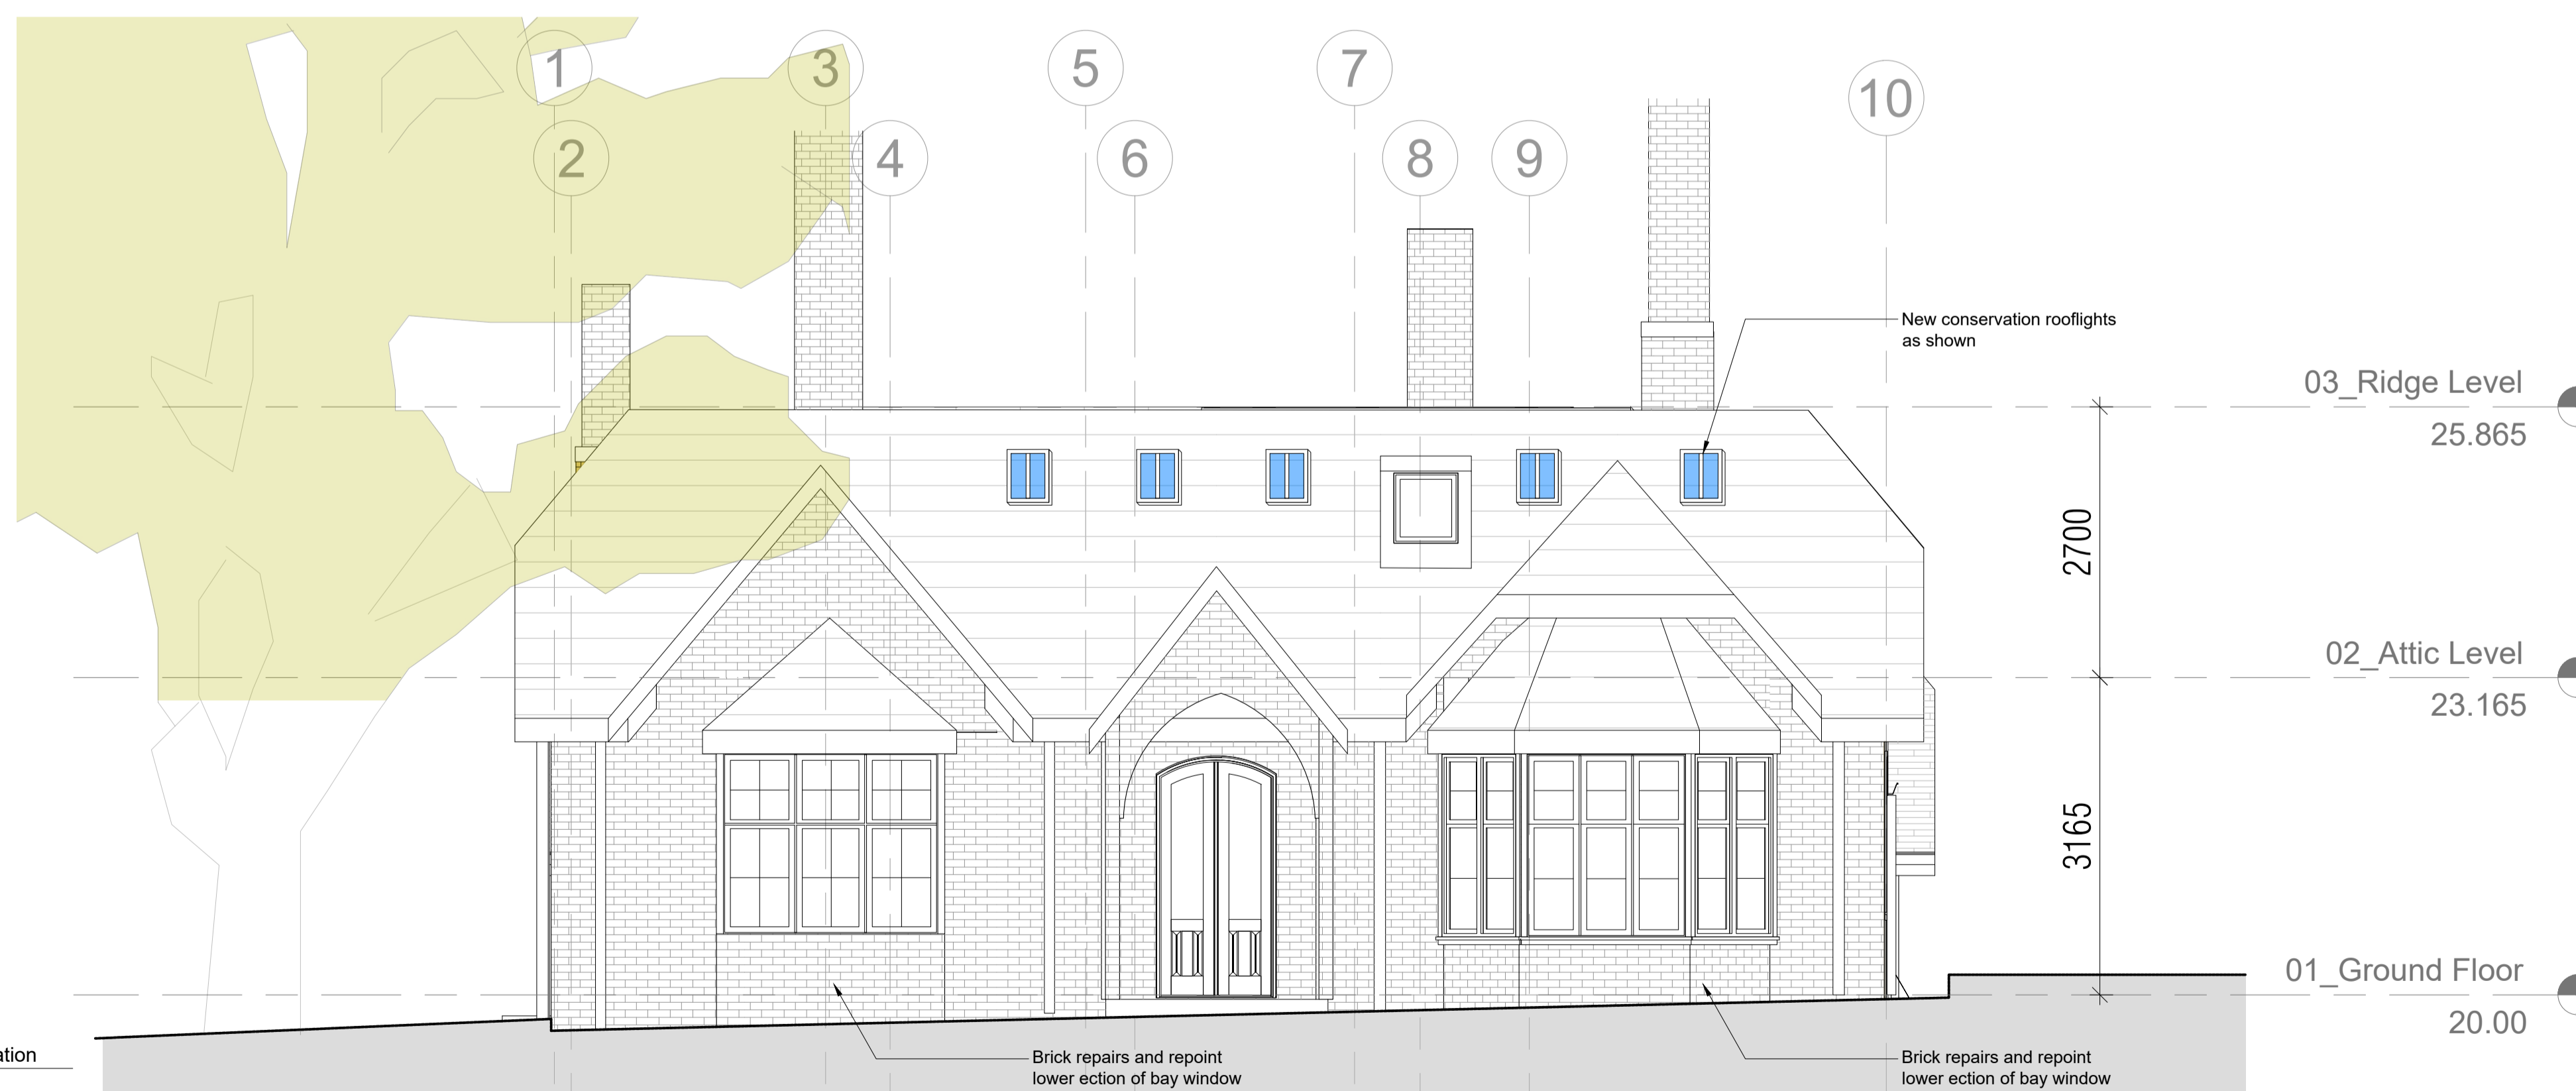 1
3
5
7
10
2
4
6
8
9
New conservation rooflights
as shown
03_Ridge Level
25.865
2700
02_Attic Level
23.165
3165
01_Ground Floor
20.00
Brick repairs and repoint
lower ection of bay window
Brick repairs and repoint
lower ection of bay window